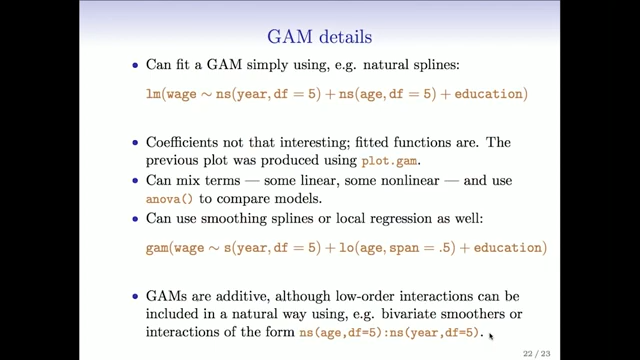 GAM details
• Can fit a GAM simply using, e.g. natural splines:
lm(wage ∼ ns(year, df = 5) + ns(age, df = 5) + education)
• Coefficients not that interesting; fitted functions are. The
previous plot was produced using plot.gam.
• Can mix terms — some linear, some nonlinear — and use
anova() to compare models.
• Can use smoothing splines or local regression as well:
gam(wage ∼ s(year, df = 5) + lo(age, span = .5) + education)
• GAMs are additive, although low-order interactions can be
included in a natural way using, e.g. bivariate smoothers or
interactions of the form ns(age,df=5):ns(year,df=5).
22 / 23